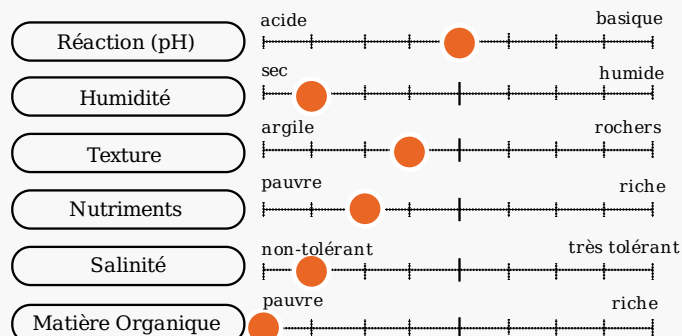 acide basique
Réaction (pH)
sec humide
Humidité
argile rochers
Texture
pauvre riche
Nutriments
non-tolérant très tolérant
Salinité
pauvre riche
Matière Organique